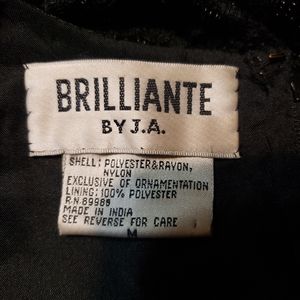 BRILLIANTE
BY J.A.
SHELL: POLYESTER&RAYON,
NYLON
EXCLUSIVE OF ORNAMENTATION
LINING: 100% POLYESTER
R.N. 69986
MADE IN INDIA
SEE REVERSE FOR CARE
M